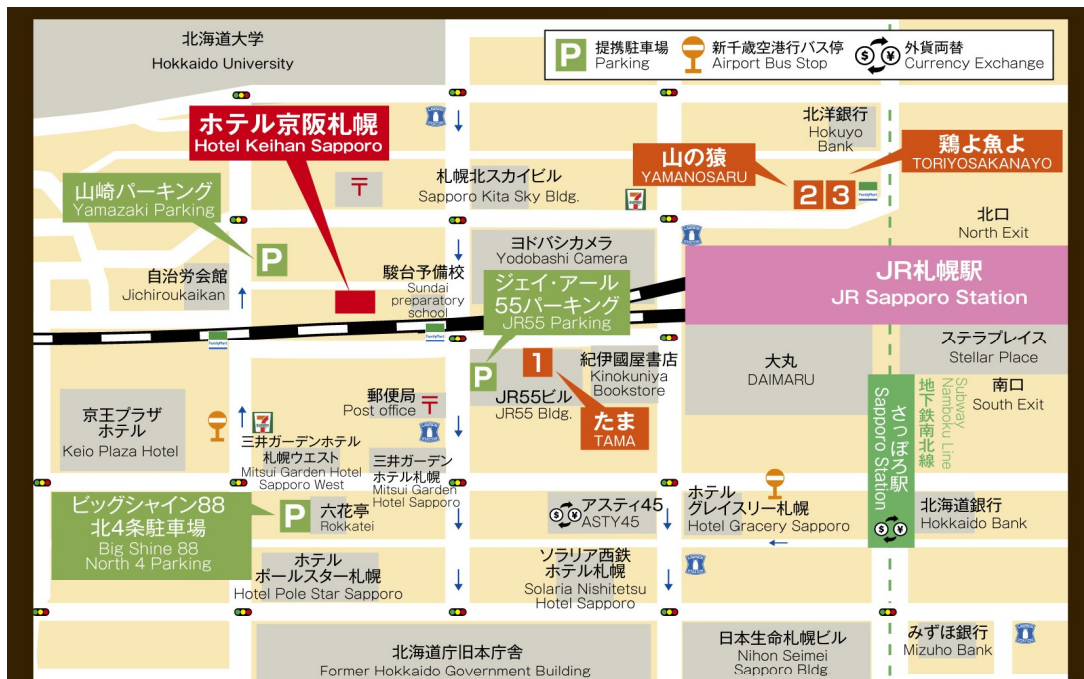 北海道大学
Hokkaido University
P
提携駐車場
Parking
新千歳空港行バス停
Airport Bus Stop
$ ¥
外貨両替
Currency Exchange
ホテル京阪札幌
Hotel Keihan Sapporo
北洋銀行
Hokuyo
Bank
山の猿
YAMANOSARU
鶏よ魚よ
TORIYOSAKANAYO
2 3
FamilyMart
山崎パーキング
Yamazaki Parking
P
〒
札幌北スカイビル
Sapporo Kita Sky Bldg.
北口
North Exit
ヨドバシカメラ
Yodobashi Camera
自治労会館
Jichiroukaikan
駿台予備校
Sundai
preparatory
school
ジェイ・アール
55パーキング
JR55 Parking
P
JR札幌駅
JR Sapporo Station
FamilyMart
FamilyMart
ステラプレイス
Stellar Place
1
紀伊國屋書店
Kinokuniya
Bookstore
大丸
DAIMARU
JR55ビル
JR55 Bldg.
たま
TAMA
南口
South Exit
さっぽろ駅
Sapporo Station
地下鉄南北線
Subway
Namboku Line
$ ¥
京王プラザ
ホテル
Keio Plaza Hotel
郵便局
Post office
〒
三井ガーデンホテル
札幌ウエスト
Mitsui Garden Hotel
Sapporo West
三井ガーデン
ホテル札幌
Mitsui Garden
Hotel Sapporo
ビッグシャイン88
北4条駐車場
Big Shine 88
North 4 Parking
P
六花亭
Rokkatei
$ ¥
アスティ45
ASTY45
ホテル
グレイスリー札幌
Hotel Gracery Sapporo
北海道銀行
Hokkaido Bank
ホテル
ポールスター札幌
Hotel Pole Star Sapporo
ソラリア西鉄
ホテル札幌
Solaria Nishitetsu
Hotel Sapporo
北海道庁旧本庁舎
Former Hokkaido Government Building
日本生命札幌ビル
Nihon Seimei
Sapporo Bldg
みずほ銀行
Mizuho Bank